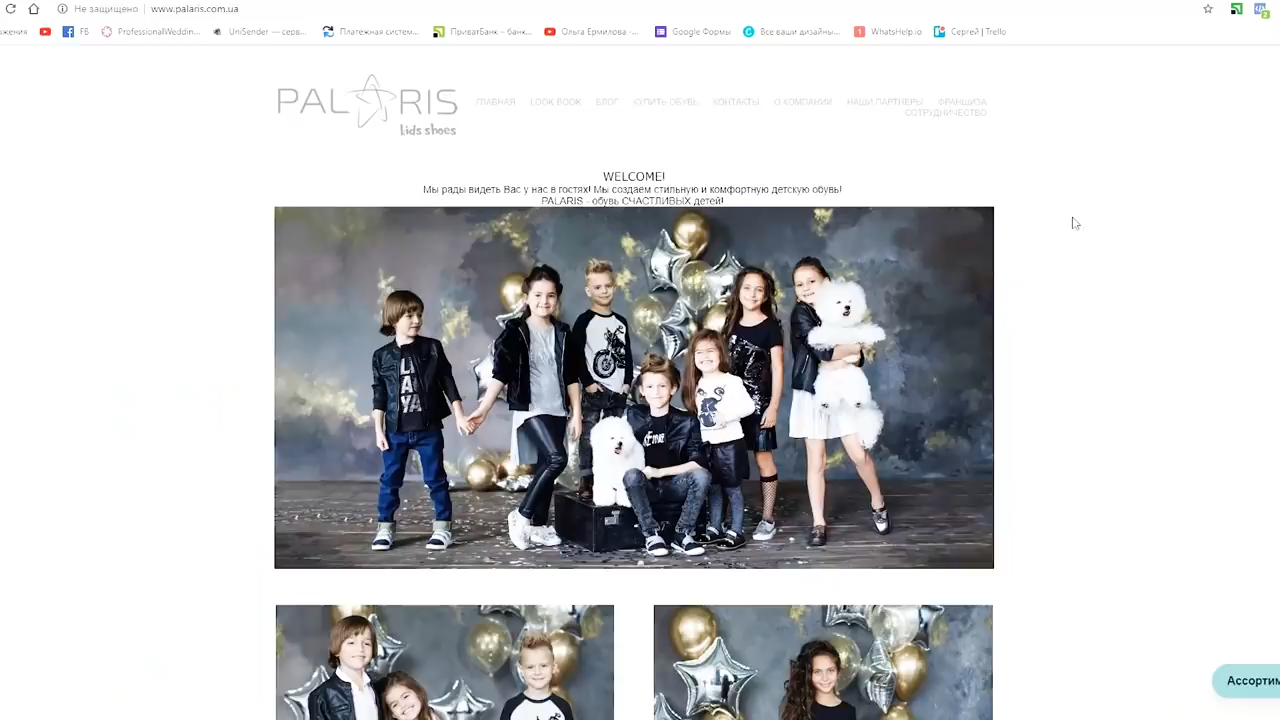 Не защищено
www.palaris.com.ua
жения
FБ
ProfessionalWeddin...
UniSender — серв...
Платежная систем...
ПриватБанк – банк...
Ольга Ермилова -...
Google Формы
Все ваши дизайны...
WhatsHelp.io
Сергей | Trello
PALARIS
kids shoes
ГЛАВНАЯ LOOK BOOK БЛОГ КУПИТЬ ОБУВЬ КОНТАКТЫ О КОМПАНИИ НАШИ ПАРТНЕРЫ ФРАНШИЗА
СОТРУДНИЧЕСТВО
WELCOME!
Мы рады видеть Вас у нас в гостях! Мы создаем стильную и комфортную детскую обувь!
PALARIS - обувь СЧАСТЛИВЫХ детей!
Ассортим